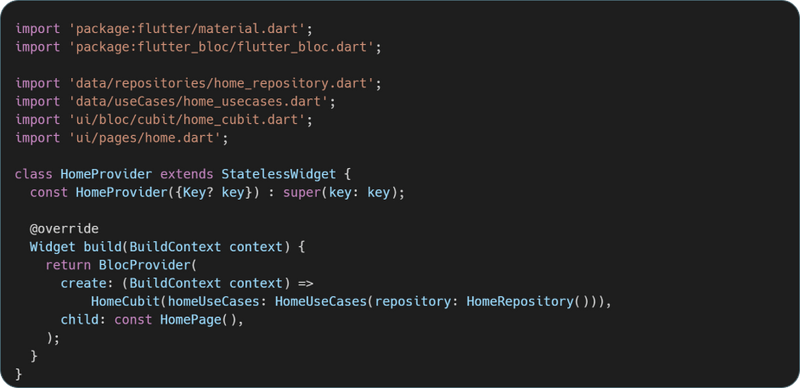 import 'package:flutter/material.dart';
import 'package:flutter_bloc/flutter_bloc.dart';

import 'data/repositories/home_repository.dart';
import 'data/useCases/home_usecases.dart';
import 'ui/bloc/cubit/home_cubit.dart';
import 'ui/pages/home.dart';

class HomeProvider extends StatelessWidget {
  const HomeProvider({Key? key}) : super(key: key);

  @override
  Widget build(BuildContext context) {
    return BlocProvider(
      create: (BuildContext context) =>
          HomeCubit(homeUseCases: HomeUseCases(repository: HomeRepository())),
      child: const HomePage(),
    );
  }
}